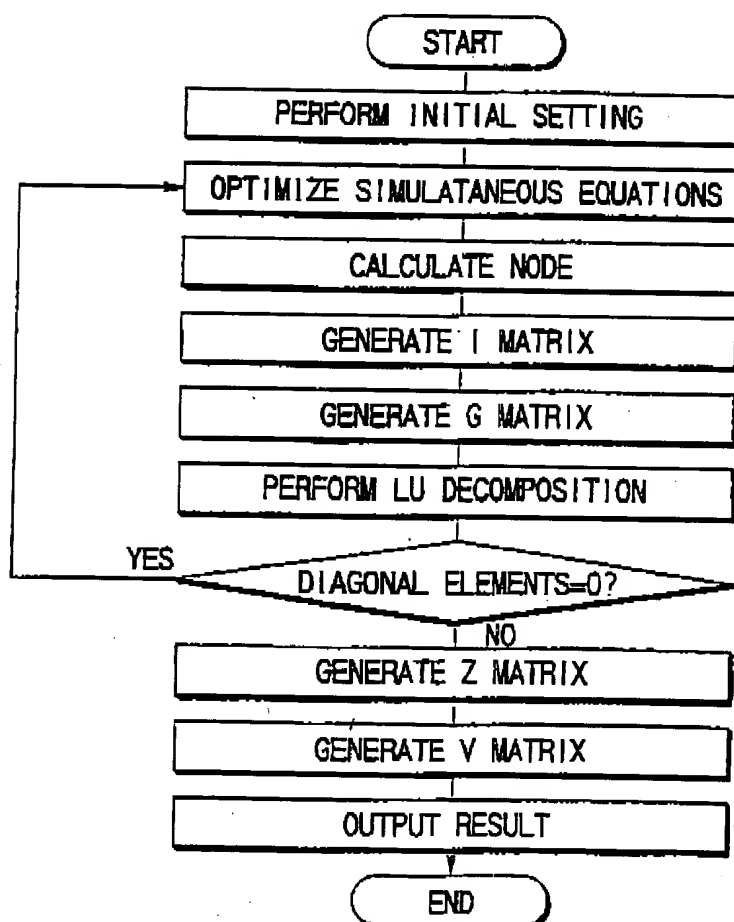 START
PERFORM INITIAL SETTING
OPTIMIZE SIMULATANEOUS EQUATIONS
CALCULATE NODE
GENERATE I MATRIX
GENERATE G MATRIX
PERFORM LU DECOMPOSITION
YES
DIAGONAL ELEMENTS=0?
NO
GENERATE Z MATRIX
GENERATE V MATRIX
OUTPUT RESULT
END